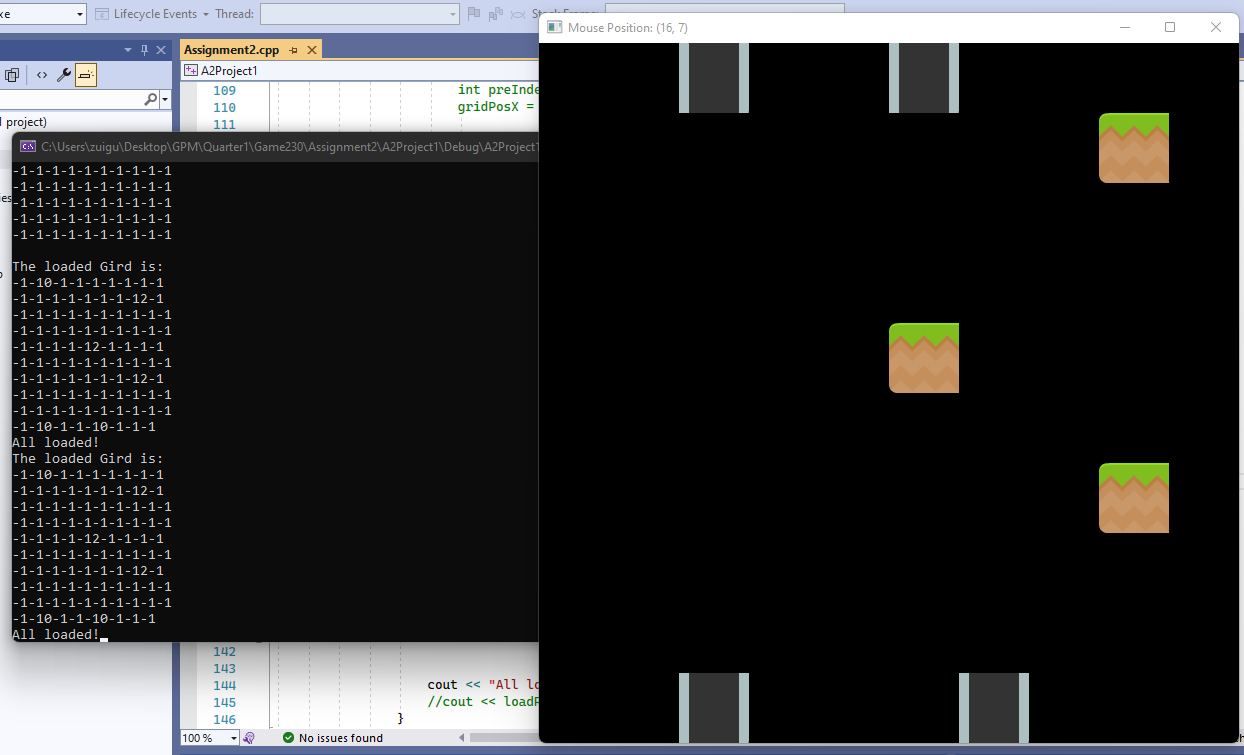 xe
Lifecycle Events
Thread:
Assignment2.cpp
A2Project1
project)
109
110
111
int preInde
gridPosX =
C:\Users\zuigu\Desktop\GPM\Quarter1\Game230\Assignment2\A2Project1\Debug\A2Project1
-1-1-1-1-1-1-1-1-1-1
-1-1-1-1-1-1-1-1-1-1
-1-1-1-1-1-1-1-1-1-1
-1-1-1-1-1-1-1-1-1-1
-1-1-1-1-1-1-1-1-1-1
The loaded Gird is:
-1-10-1-1-1-1-1-1-1
-1-1-1-1-1-1-1-12-1
-1-1-1-1-1-1-1-1-1-1
-1-1-1-1-1-1-1-1-1-1
-1-1-1-1-12-1-1-1-1
-1-1-1-1-1-1-1-1-1-1
-1-1-1-1-1-1-1-12-1
-1-1-1-1-1-1-1-1-1-1
-1-1-1-1-1-1-1-1-1-1
-1-10-1-1-10-1-1-1
All loaded!
The loaded Gird is:
-1-10-1-1-1-1-1-1-1
-1-1-1-1-1-1-1-12-1
-1-1-1-1-1-1-1-1-1-1
-1-1-1-1-1-1-1-1-1-1
-1-1-1-1-12-1-1-1-1
-1-1-1-1-1-1-1-1-1-1
-1-1-1-1-1-1-1-12-1
-1-1-1-1-1-1-1-1-1-1
-1-1-1-1-1-1-1-1-1-1
-1-10-1-1-10-1-1-1
All loaded!
142
143
144
145
146
cout << "All lo
//cout << loadP
}
100 %
No issues found
Mouse Position: (16, 7)